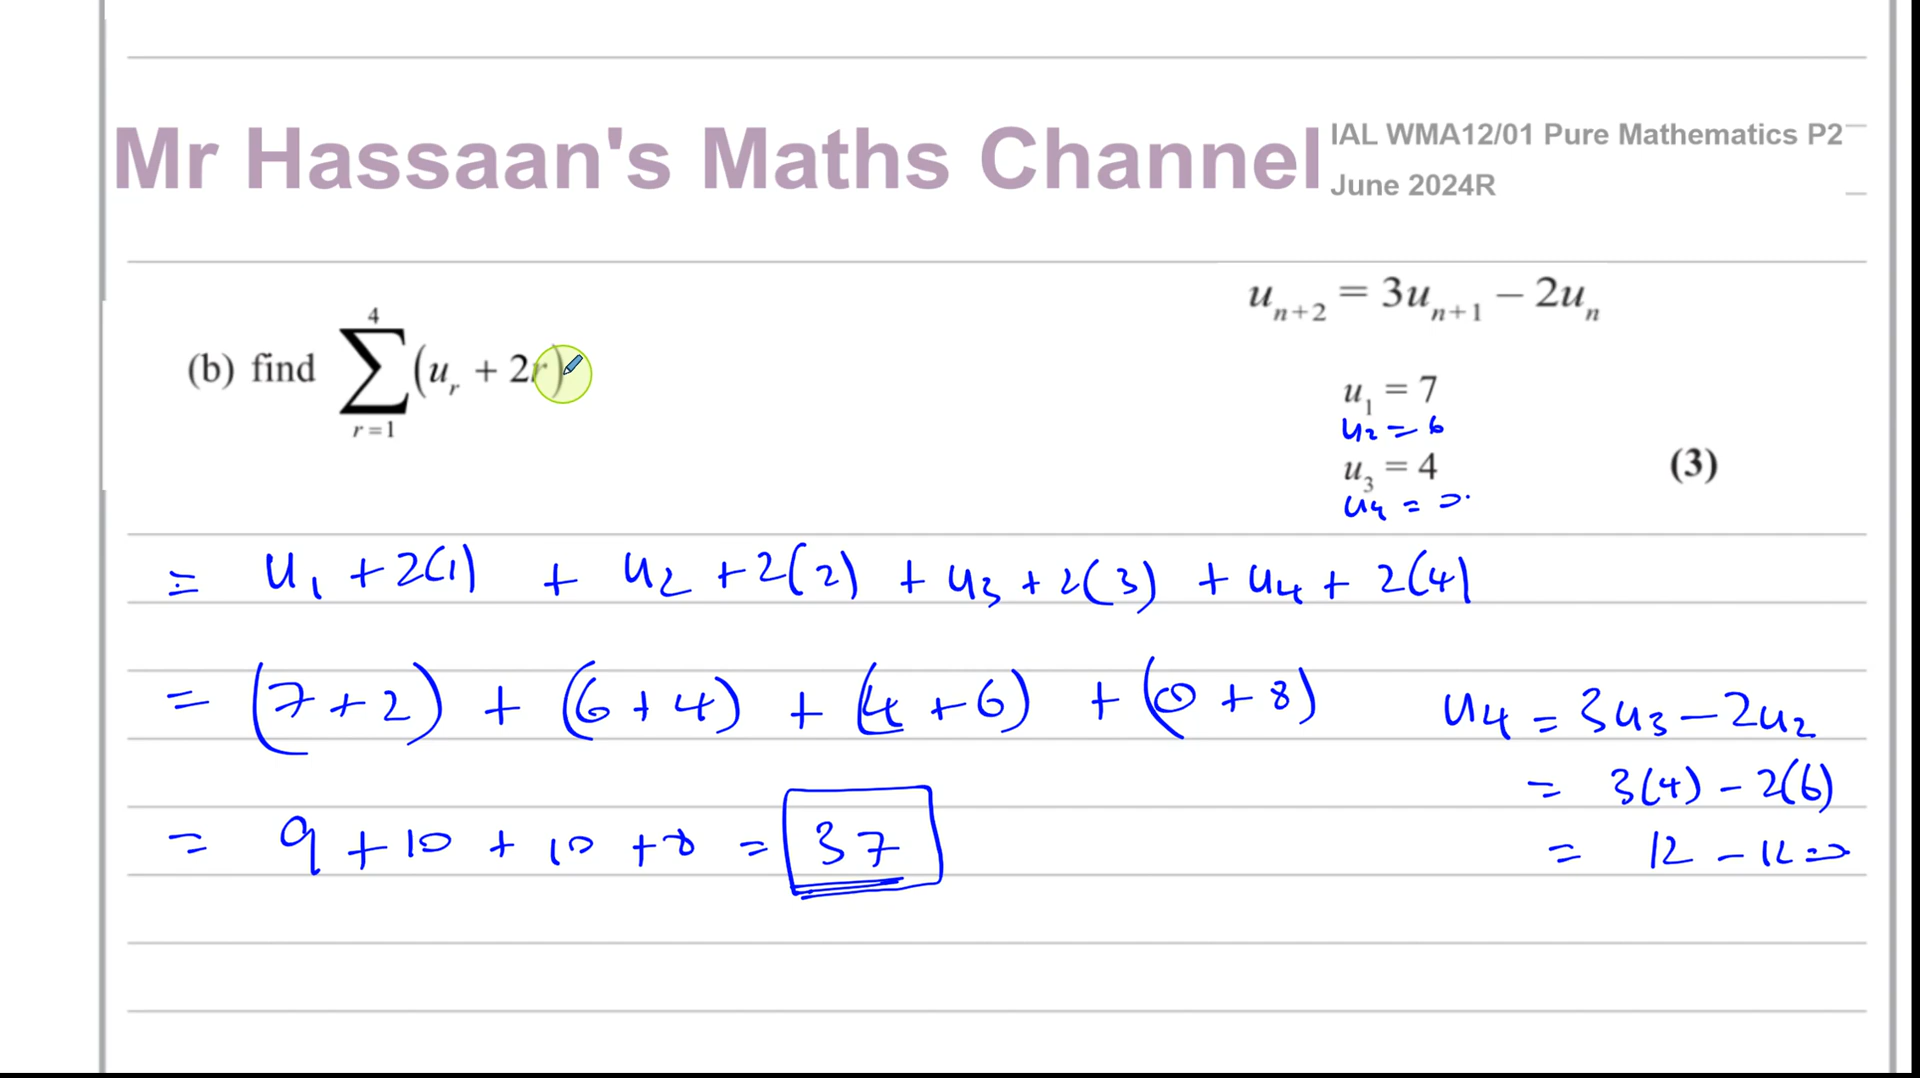 Mr Hassaan's Maths Channel
IAL WMA12/01 Pure Mathematics P2
June 2024R
u_{n+2} = 3u_{n+1} − 2u_n
(b) find \sum_{r=1}^{4} (u_r + 2r)
u_1 = 7
u_2 = 6
u_3 = 4
(3)
u_4 = 0
= u_1 + 2(1) + u_2 + 2(2) + u_3 + 2(3) + u_4 + 2(4)
= (7 + 2) + (6 + 4) + (4 + 6) + (0 + 8)
u_4 = 3u_3 − 2u_2
= 3(4) − 2(6)
= 9 + 10 + 10 + 8 = 37
= 12 − 12 = 0